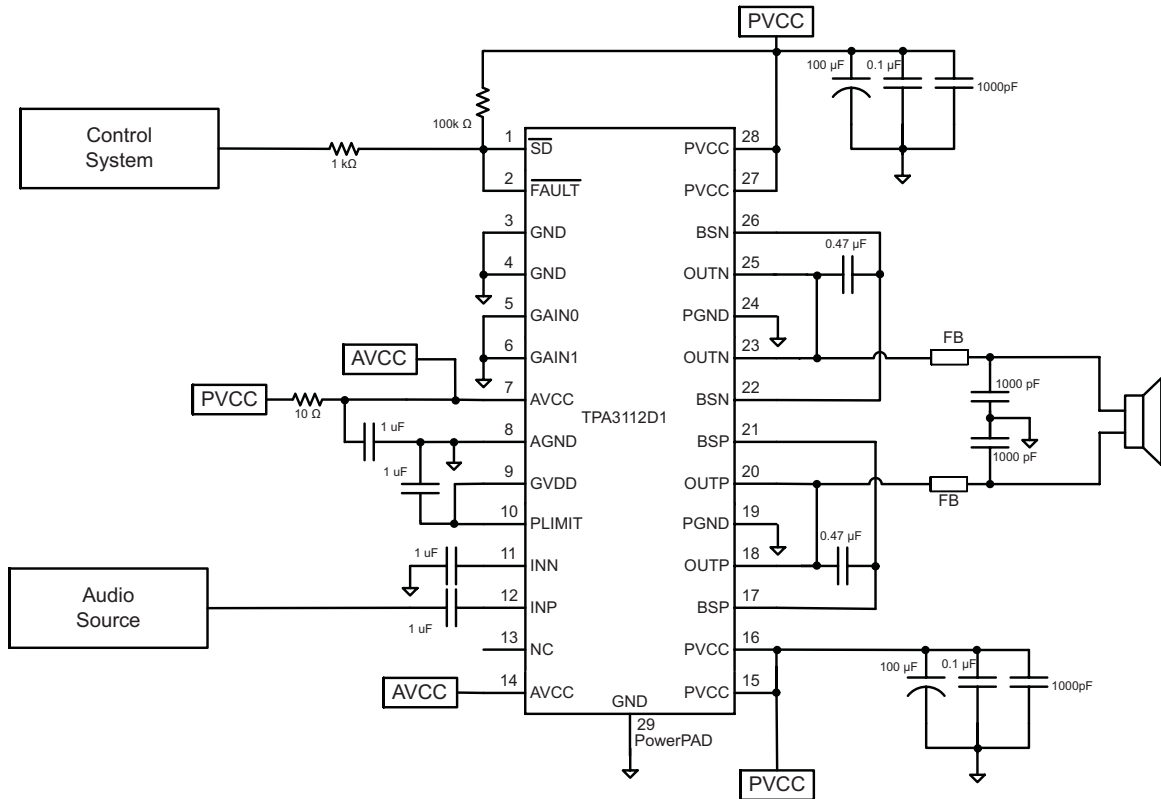 PVCC
100 µF
0.1 µF
1000pF
Control
System
100k Ω
1 kΩ
1
SD
28
PVCC
2
FAULT
27
PVCC
3
GND
26
BSN
0.47 µF
4
GND
25
OUTN
5
GAIN0
24
PGND
6
GAIN1
23
OUTN
FB
AVCC
PVCC
10 Ω
7
AVCC
TPA3112D1
22
BSN
1000 pF
1 uF
8
AGND
21
BSP
1000 pF
1 uF
9
GVDD
20
OUTP
FB
10
PLIMIT
19
PGND
0.47 µF
1 uF
11
INN
18
OUTP
Audio
Source
1 uF
12
INP
17
BSP
13
NC
16
PVCC
100 µF
0.1 µF
1000pF
AVCC
14
AVCC
15
PVCC
GND
29
PowerPAD
PVCC